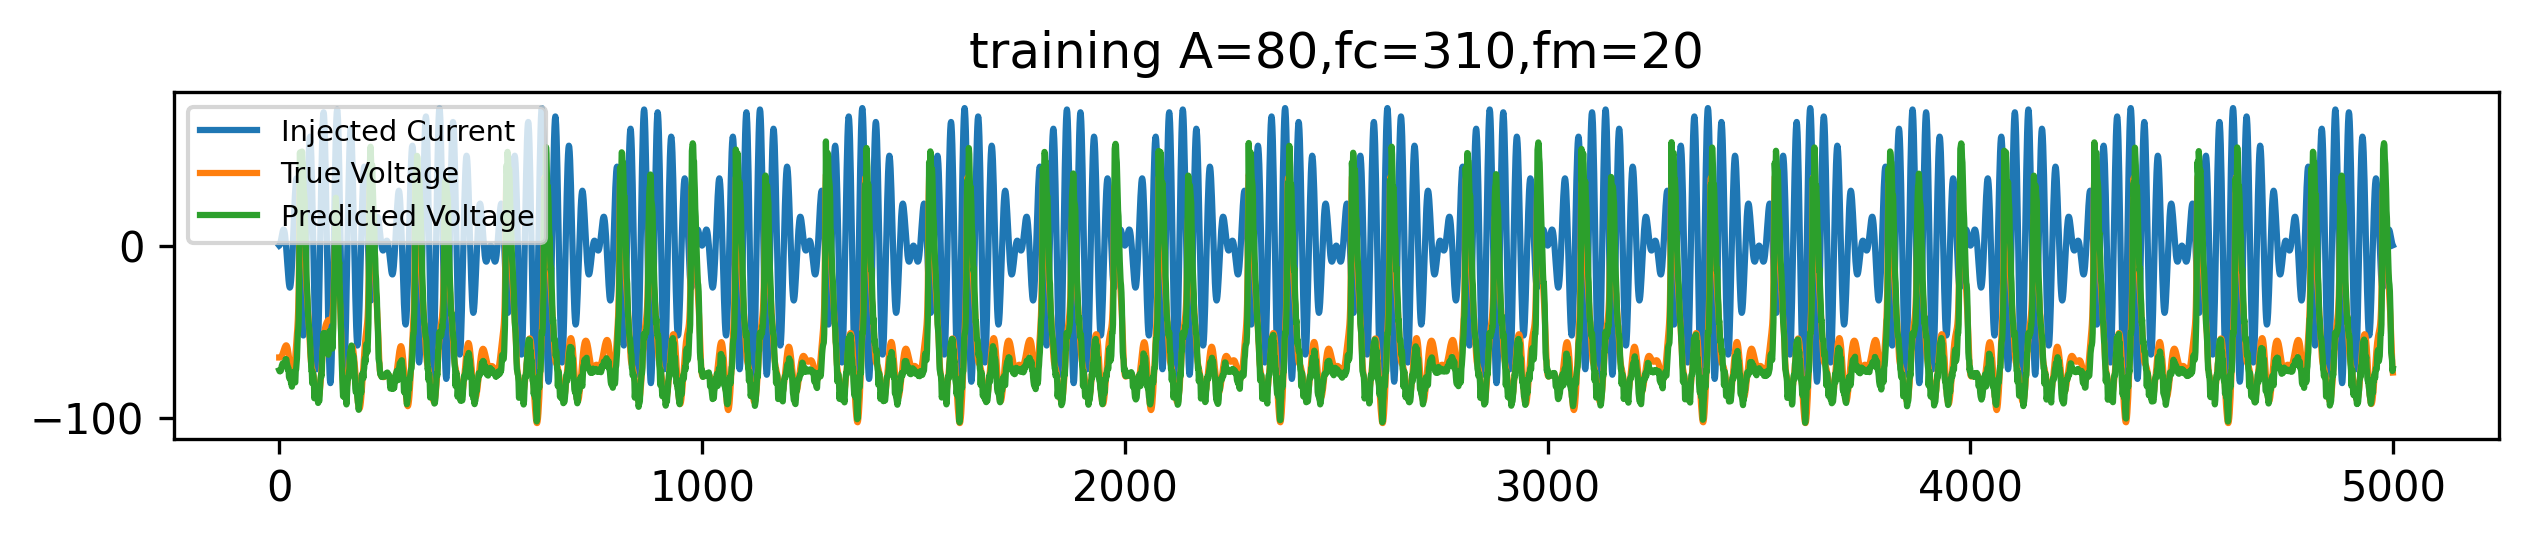 training A=80,fc=310,fm=20
Injected Current
True Voltage
Predicted Voltage
0
−100
0 1000 2000 3000 4000 5000